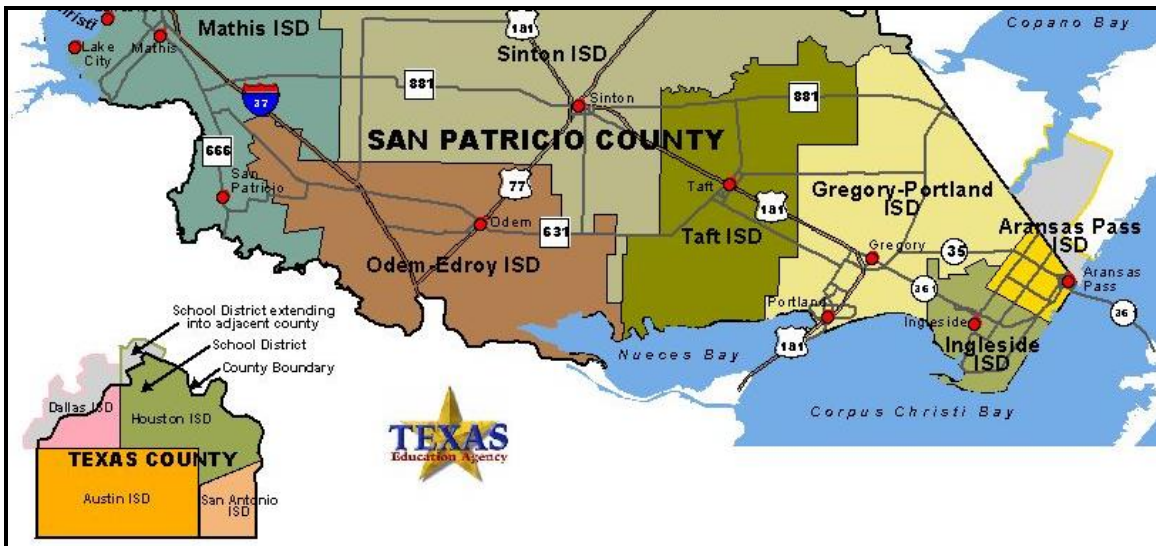 181
Copano Bay
Mathis ISD
Mathis
Lake
City
Sinton ISD
881
Sinton
881
37
SAN PATRICIO COUNTY
666
San
Patricio
77
Taft
181
Gregory-Portland
ISD
Odem
631
Taft ISD
Aransas Pass
ISD
Odem-Edroy ISD
Gregory
35
Aransas
Pass
361
361
Portland
Ingleside
Ingleside
ISD
181
Nueces Bay
Corpus Christi Bay
School District extending
into adjacent county
School District
County Boundary
Dallas ISD
Houston ISD
TEXAS COUNTY
Austin ISD
San Antonio
ISD
TEXAS
Education Agency